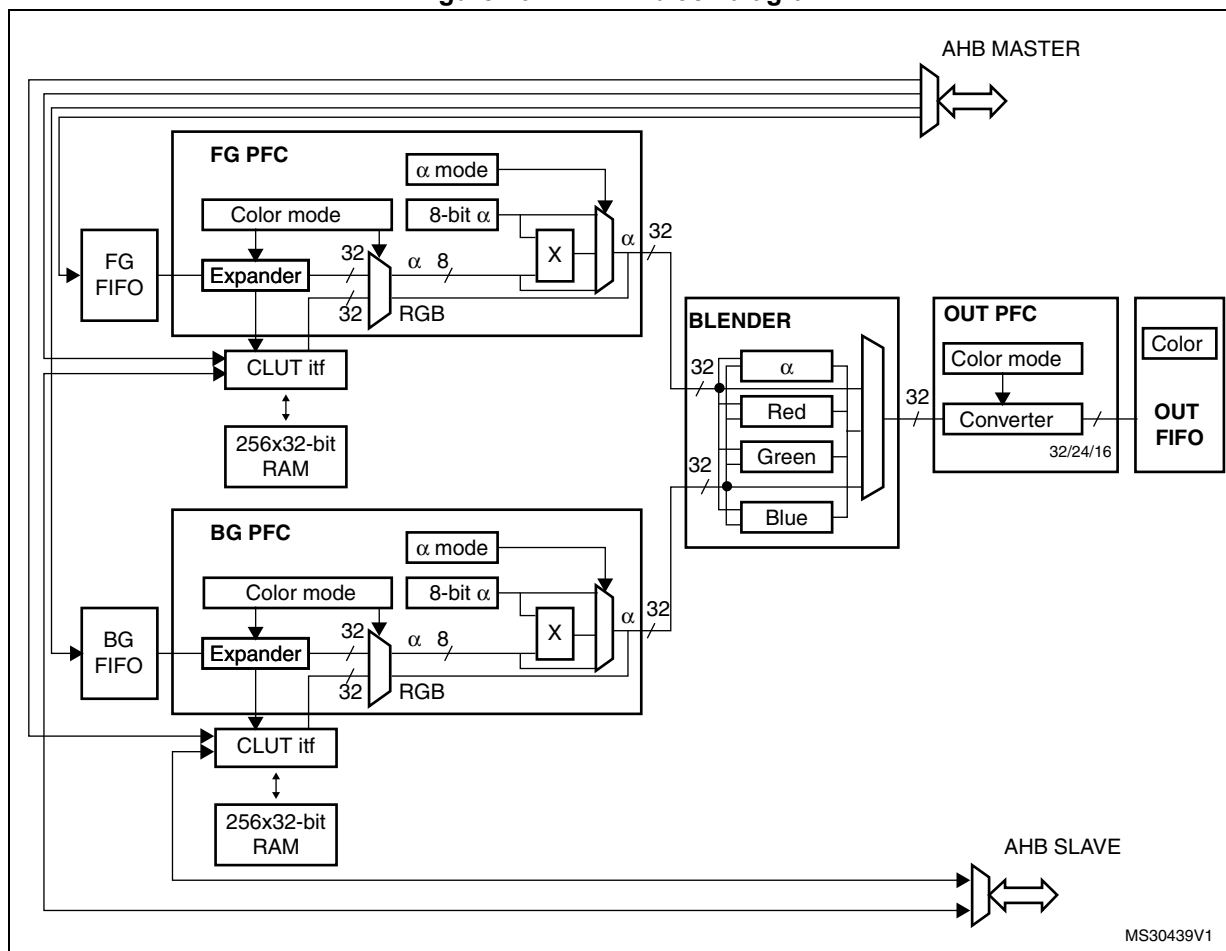 AHB MASTER
FG PFC
α mode
Color mode
8-bit α
FG
FIFO
Expander
32
α 8
X
α 32
32
RGB
CLUT itf
256x32-bit
RAM
BLENDER
32
α
Red
Green
32
Blue
32
OUT PFC
Color mode
Converter
32/24/16
Color
OUT
FIFO
BG PFC
α mode
Color mode
8-bit α
BG
FIFO
Expander
32
α 8
X
α 32
32
RGB
CLUT itf
256x32-bit
RAM
AHB SLAVE
MS30439V1